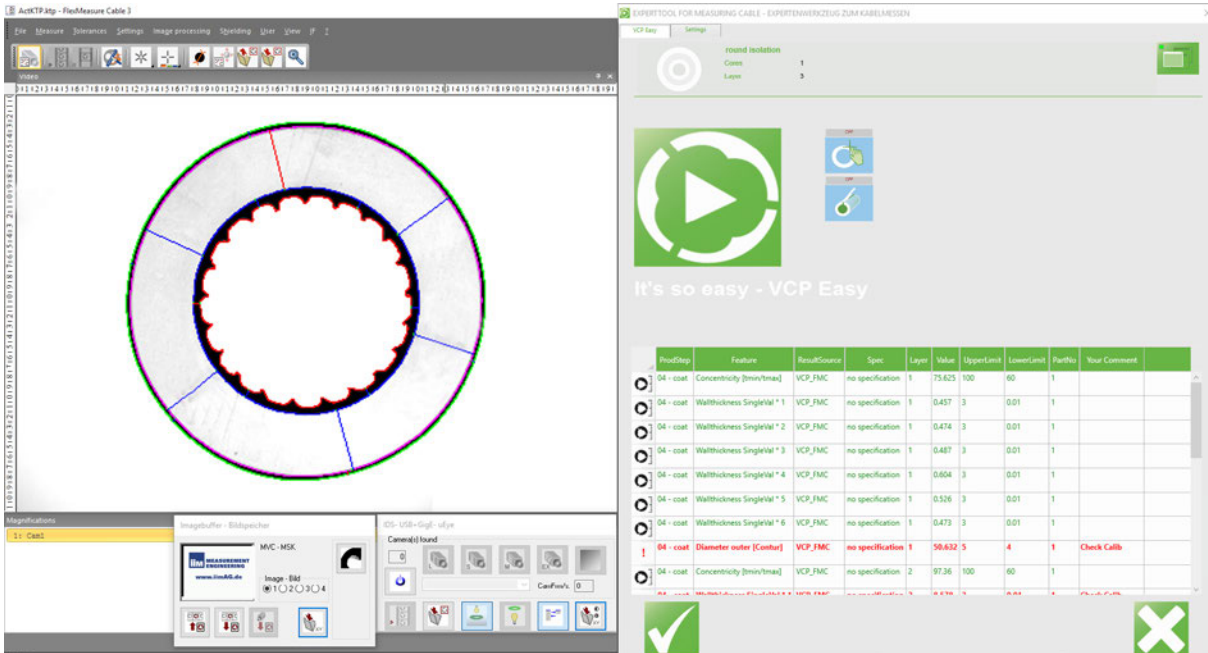 ActKTP.ktp - FlexMeasure Cable 3
File Measure Tolerances Settings Image processing Shielding User View ?
Video
Magnifications
1: Cam1
Imagebuffer - Bildspeicher
MEASUREMENT
ENGINEERING
www.iimAG.de
MVC - MSK
Image - Bild
1 2 3 4
IDS- USB+GigE- uEye
Camera(s) found
0
CamFrm/s. 0
EXPERTTOOL FOR MEASURING CABLE - EXPERTENWERKZEUG ZUM KABELMESSEN
VCP Easy Settings
round isolation
Cores 1
Layer 3
OFF
OFF
It's so easy - VCP Easy
ProdStep Feature ResultSource Spec Layer Value UpperLimit LowerLimit PartNo Your Comment
04 - coat Concentricity [tmin/tmax] VCP_FMC no specification 1 75.625 100 60 1
04 - coat Wallthickness SingleVal * 1 VCP_FMC no specification 1 0.457 3 0.01 1
04 - coat Wallthickness SingleVal * 2 VCP_FMC no specification 1 0.474 3 0.01 1
04 - coat Wallthickness SingleVal * 3 VCP_FMC no specification 1 0.487 3 0.01 1
04 - coat Wallthickness SingleVal * 4 VCP_FMC no specification 1 0.604 3 0.01 1
04 - coat Wallthickness SingleVal * 5 VCP_FMC no specification 1 0.526 3 0.01 1
04 - coat Wallthickness SingleVal * 6 VCP_FMC no specification 1 0.473 3 0.01 1
! 04 - coat Diameter outer [Contur] VCP_FMC no specification 1 50.632 5 4 1 Check Calib
04 - coat Concentricity [tmin/tmax] VCP_FMC no specification 2 97.36 100 60 1